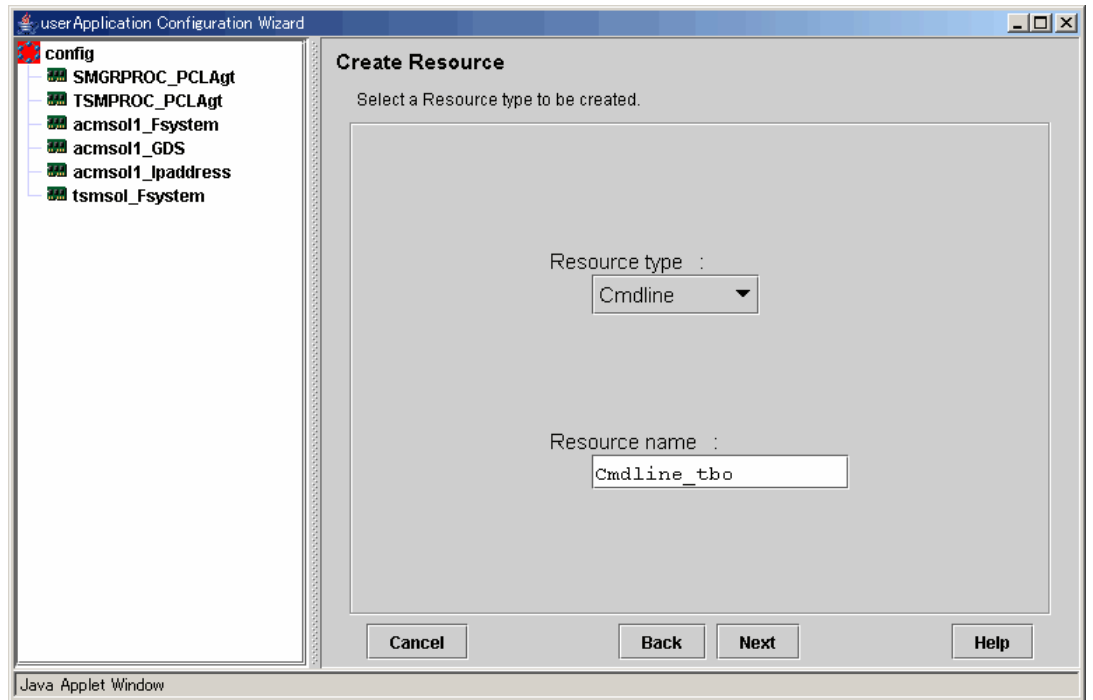 userApplication Configuration Wizard
config
SMGRPROC_PCLAgt
TSMPROC_PCLAgt
acmsol1_Fsystem
acmsol1_GDS
acmsol1_Ipaddress
tsmsol_Fsystem
Create Resource
Select a Resource type to be created.
Resource type :
Cmdline
Resource name :
Cmdline_tbo
Cancel Back Next Help
Java Applet Window